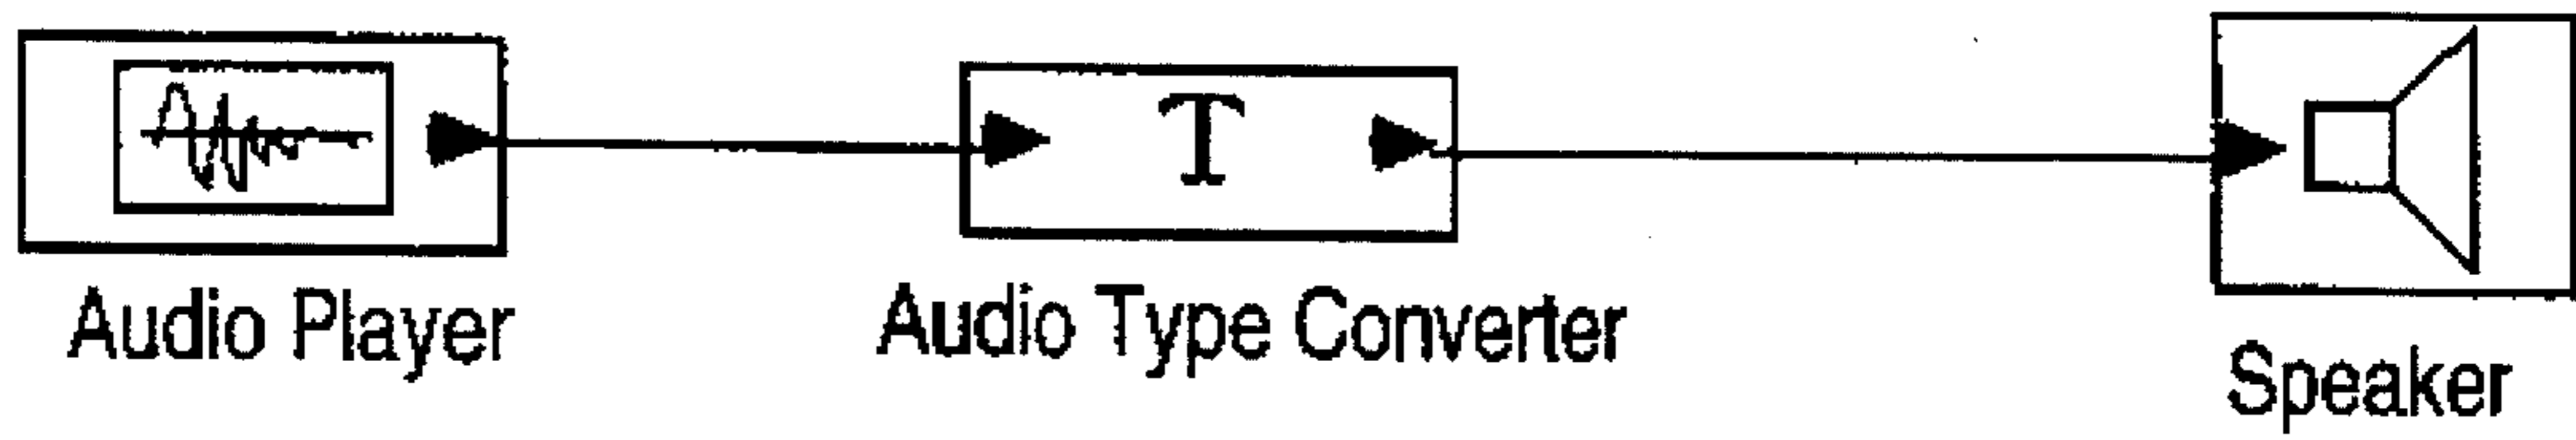 T
Audio Player
Audio Type Converter
Speaker